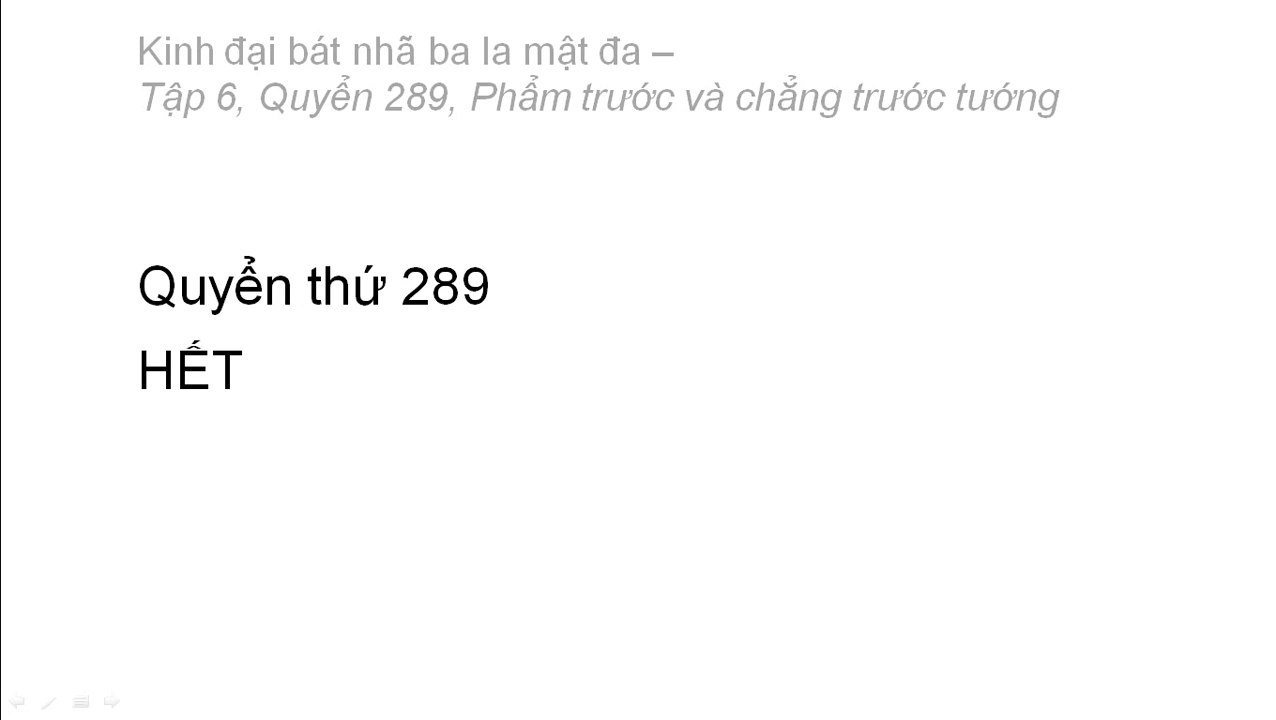 Kinh đại bát nhã ba la mật đa –
Tập 6, Quyển 289, Phẩm trước và chẳng trước tướng
Quyển thứ 289
HẾT